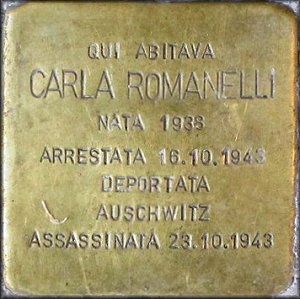 QUI ABITAVA
CARLA ROMANELLI
NATA 1938
ARRESTATA 16.10.1943
DEPORTATA
AUSCHWITZ
ASSASSINATA 23.10.1943